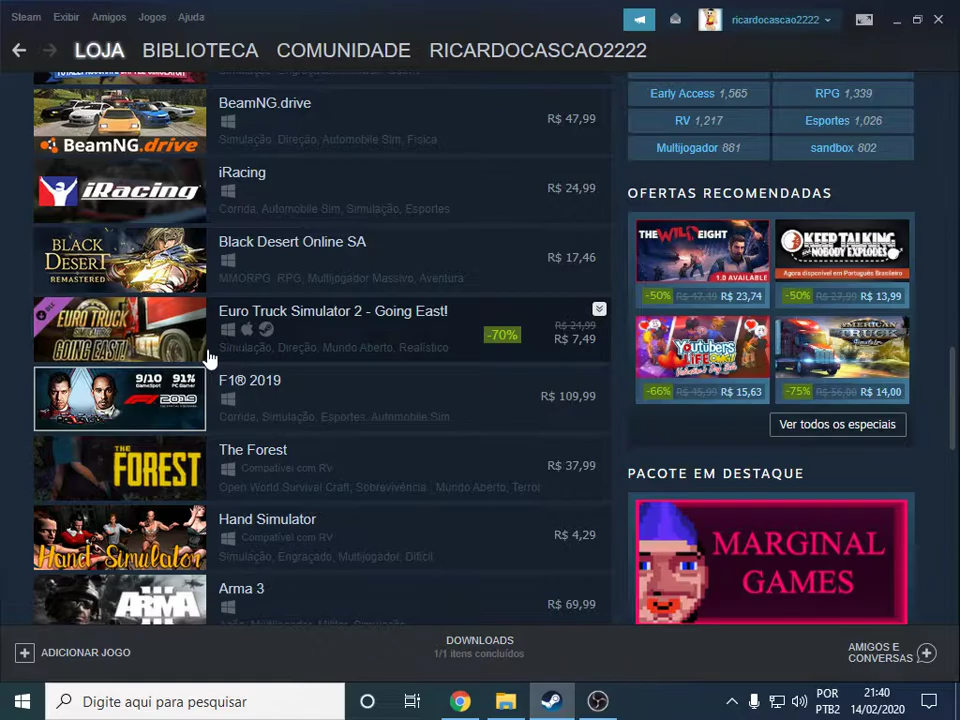 Steam Exibir Amigos Jogos Ajuda
ricardocascao2222
LOJA BIBLIOTECA COMUNIDADE RICARDOCASCAO2222
BeamNG.drive
BeamNG.drive
R$ 47,99
Simulação, Direção, Automobile Sim, Física
iRacing
iRacing
R$ 24,99
Corrida, Automobile Sim, Simulação, Esportes
BLACK DESERT
REMASTERED
Black Desert Online SA
R$ 17,46
MMORPG, RPG, Multijogador Massivo, Aventura
EURO TRUCK
SIMULATOR 2
GOING EAST!
Euro Truck Simulator 2 - Going East!
-70%
R$ 24,99
R$ 7,49
Simulação, Direção, Mundo Aberto, Realístico
9/10 91%
F1 2019
F1® 2019
R$ 109,99
Corrida, Simulação, Esportes, Automobile Sim
THE FOREST
The Forest
Compatível com RV
R$ 37,99
Open World Survival Craft, Sobrevivência, Mundo Aberto, Terror
Hand Simulator
Hand Simulator
Compatível com RV
R$ 4,29
Simulação, Engraçado, Multijogador, Difícil
ARMA III
Arma 3
R$ 69,99
Early Access 1,565
RPG 1,339
RV 1,217
Esportes 1,026
Multijogador 881
sandbox 802
OFERTAS RECOMENDADAS
THE WILD EIGHT
1.0 AVAILABLE
-50% R$ 47,49 R$ 23,74
KEEP TALKING
AND NOBODY EXPLODES
Agora disponível em Português Brasileiro
-50% R$ 27,99 R$ 13,99
Youtubers Life OMG!
-66% R$ 45,99 R$ 15,63
AMERICAN TRUCK SIMULATOR
-75% R$ 56,00 R$ 14,00
Ver todos os especiais
PACOTE EM DESTAQUE
MARGINAL
GAMES
ADICIONAR JOGO
DOWNLOADS
1/1 itens concluídos
AMIGOS E
CONVERSAS
Digite aqui para pesquisar
POR
PTB2
21:40
14/02/2020